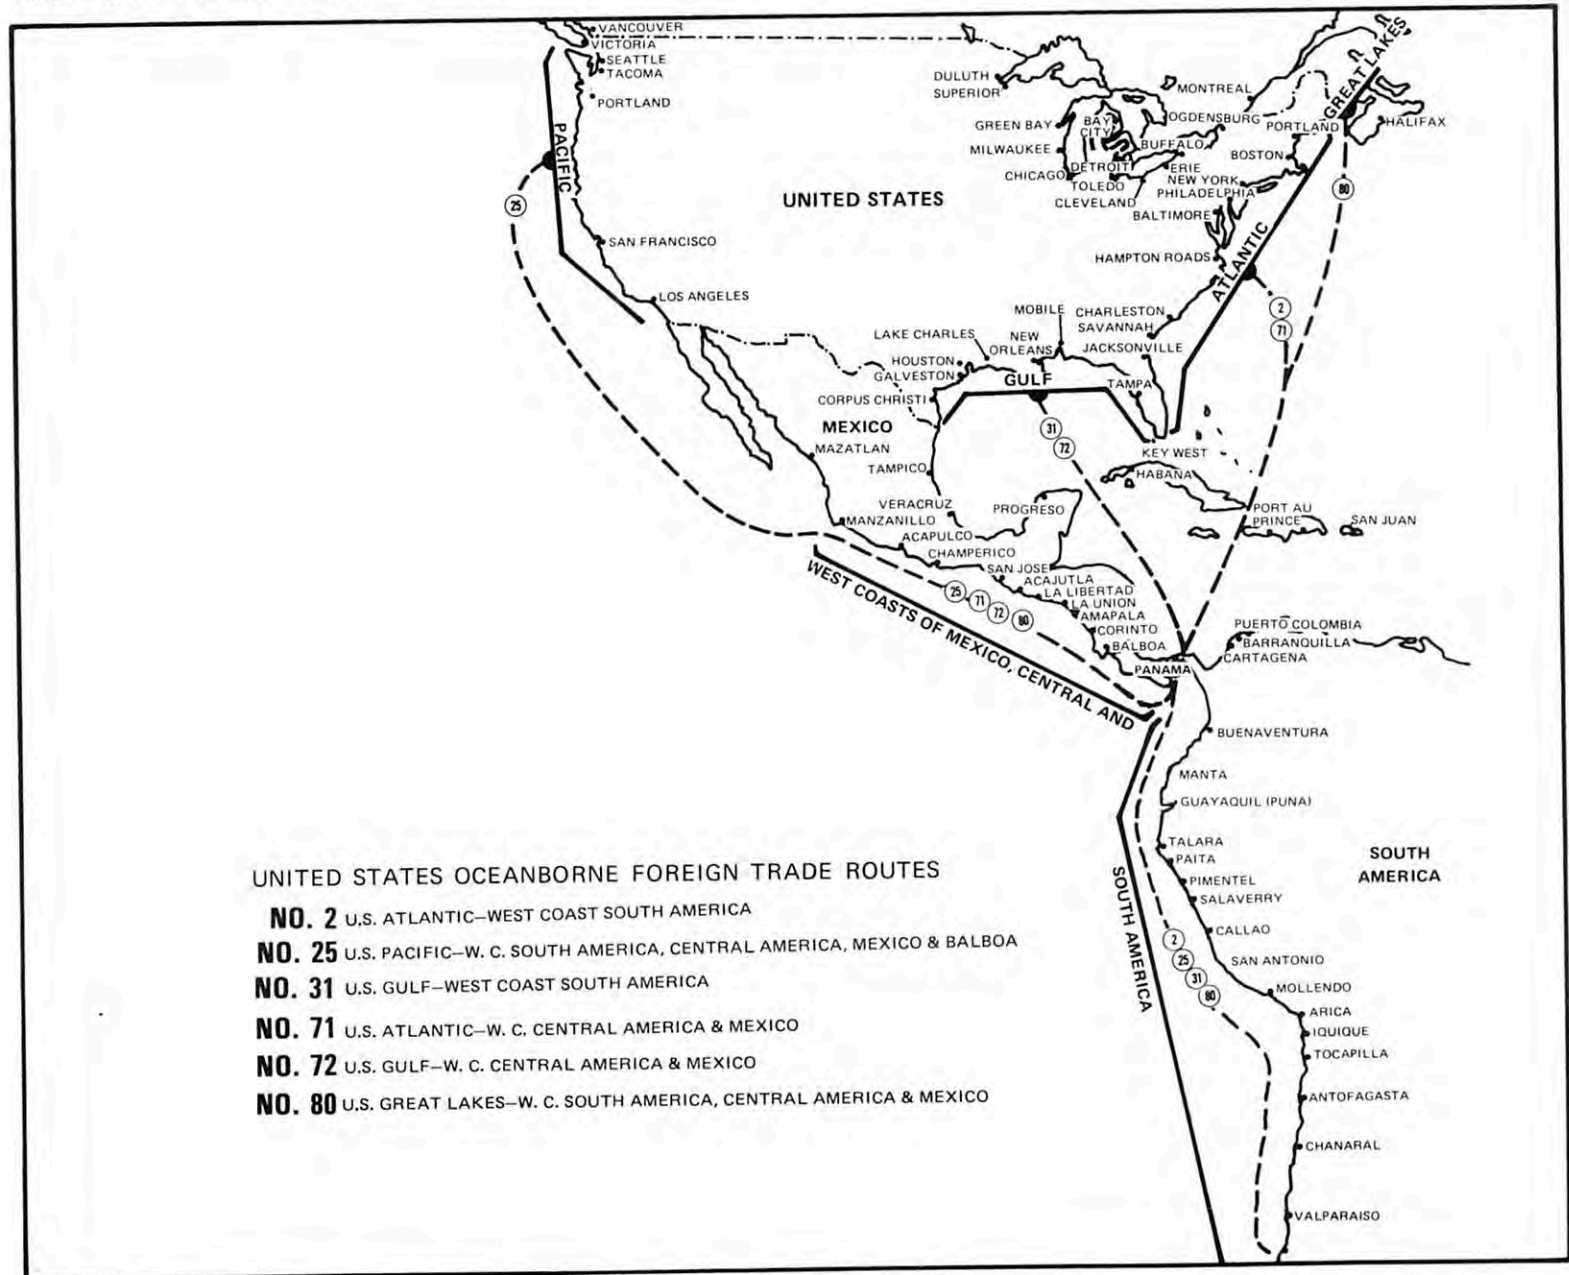 VANCOUVER
VICTORIA
SEATTLE
TACOMA
PORTLAND
PACIFIC
25
SAN FRANCISCO
LOS ANGELES
UNITED STATES
DULUTH
SUPERIOR
GREEN BAY
MILWAUKEE
CHICAGO
BAY
CITY
DETROIT
TOLEDO
CLEVELAND
MONTREAL
OGDENSBURG
BUFFALO
ERIE
PORTLAND
BOSTON
NEW YORK
PHILADELPHIA
BALTIMORE
HAMPTON ROADS
GREAT LAKES
HALIFAX
80
ATLANTIC
2
71
MOBILE
CHARLESTON
SAVANNAH
LAKE CHARLES
NEW
ORLEANS
JACKSONVILLE
HOUSTON
GALVESTON
GULF
TAMPA
CORPUS CHRISTI
MEXICO
31
72
KEY WEST
MAZATLAN
TAMPICO
HABANA
VERACRUZ
PROGRESO
PORT AU
PRINCE
SAN JUAN
MANZANILLO
ACAPULCO
CHAMPERICO
SAN JOSE
ACAJUTLA
LA LIBERTAD
LA UNION
AMAPALA
CORINTO
BALBOA
PANAMA
25
71
72
80
WEST COASTS OF MEXICO, CENTRAL AND
PUERTO COLOMBIA
BARRANQUILLA
CARTAGENA
BUENAVENTURA
MANTA
GUAYAQUIL (PUNA)
TALARA
PAITA
PIMENTEL
SALAVERRY
CALLAO
SAN ANTONIO
MOLLENDO
ARICA
IQUIQUE
TOCAPILLA
ANTOFAGASTA
CHANARAL
VALPARAISO
SOUTH
AMERICA
SOUTH AMERICA
2
25
31
80
UNITED STATES OCEANBORNE FOREIGN TRADE ROUTES
NO. 2 U.S. ATLANTIC–WEST COAST SOUTH AMERICA
NO. 25 U.S. PACIFIC–W. C. SOUTH AMERICA, CENTRAL AMERICA, MEXICO & BALBOA
NO. 31 U.S. GULF–WEST COAST SOUTH AMERICA
NO. 71 U.S. ATLANTIC–W. C. CENTRAL AMERICA & MEXICO
NO. 72 U.S. GULF–W. C. CENTRAL AMERICA & MEXICO
NO. 80 U.S. GREAT LAKES–W. C. SOUTH AMERICA, CENTRAL AMERICA & MEXICO